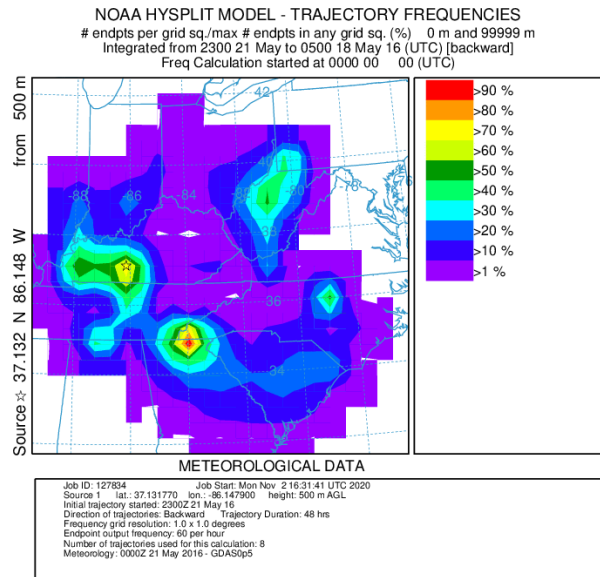 NOAA HYSPLIT MODEL - TRAJECTORY FREQUENCIES
# endpts per grid sq./max # endpts in any grid sq. (%)    0 m and 99999 m
Integrated from 2300 21 May to 0500 18 May 16 (UTC) [backward]
Freq Calculation started at 0000 00    00 (UTC)
Source ☆ 37.132 N 86.148 W    from 500 m
42
40
-88
-86
-84
-80
-78
-76
38
36
34
32
>90 %
>80 %
>70 %
>60 %
>50 %
>40 %
>30 %
>20 %
>10 %
>1 %
METEOROLOGICAL DATA
Job ID: 127834    Job Start: Mon Nov 2 16:31:41 UTC 2020
Source 1    lat.: 37.131770    lon.: -86.147900    height: 500 m AGL
Initial trajectory started: 2300Z 21 May 16
Direction of trajectories: Backward    Trajectory Duration: 48 hrs
Frequency grid resolution: 1.0 x 1.0 degrees
Endpoint output frequency: 60 per hour
Number of trajectories used for this calculation: 8
Meteorology: 0000Z 21 May 2016 - GDAS0p5